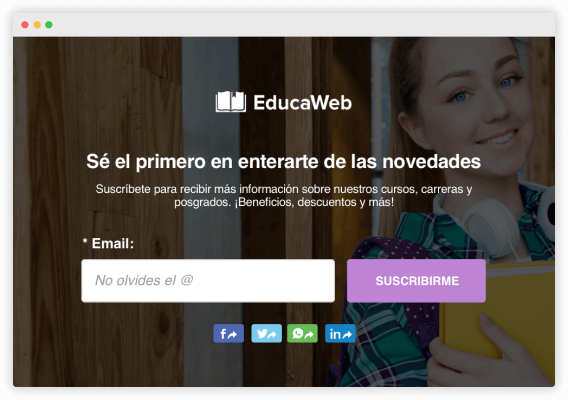 EducaWeb
Sé el primero en enterarte de las novedades
Suscríbete para recibir más información sobre nuestros cursos, carreras y
posgrados. ¡Beneficios, descuentos y más!
* Email:
No olvides el @
SUSCRIBIRME